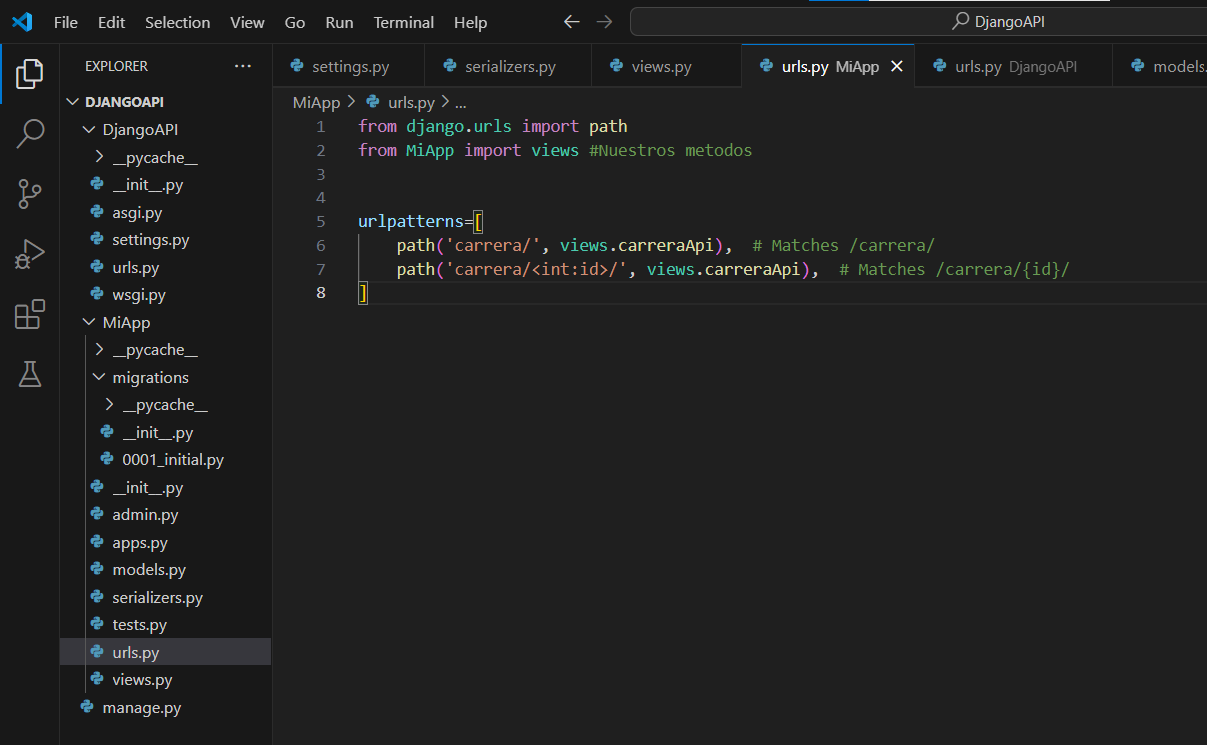 File Edit Selection View Go Run Terminal Help
DjangoAPI
EXPLORER
DJANGOAPI
DjangoAPI
__pycache__
__init__.py
asgi.py
settings.py
urls.py
wsgi.py
MiApp
__pycache__
migrations
__pycache__
__init__.py
0001_initial.py
__init__.py
admin.py
apps.py
models.py
serializers.py
tests.py
urls.py
views.py
manage.py
settings.py serializers.py views.py urls.py MiApp urls.py DjangoAPI models.
MiApp > urls.py > ...
1 from django.urls import path
2 from MiApp import views #Nuestros metodos
3
4
5 urlpatterns=[
6     path('carrera/', views.carreraApi),  # Matches /carrera/
7     path('carrera/<int:id>/', views.carreraApi),  # Matches /carrera/{id}/
8 ]